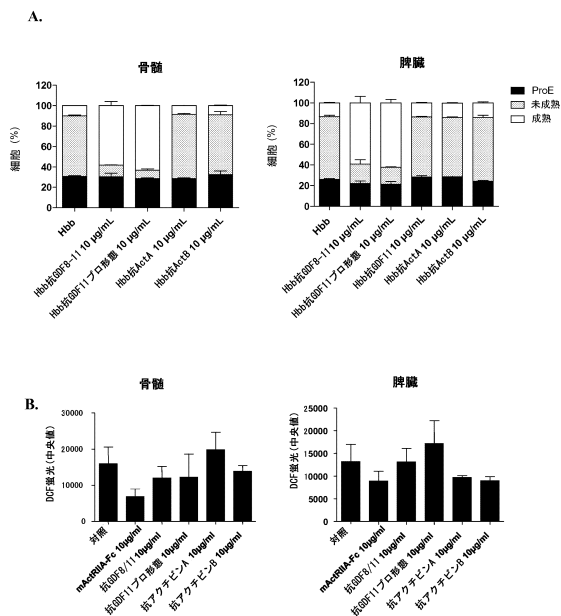 A.
骨髄
細胞 (%)
120
100
80
60
40
20
0
Hbb
Hbb抗GDF8-11 10 μg/mL
Hbb抗GDF11プロ形態 10 μg/mL
Hbb抗ActA 10 μg/mL
Hbb抗ActB 10 μg/mL
脾臓
細胞 (%)
120
100
80
60
40
20
0
Hbb
Hbb抗GDF8-11 10 μg/mL
Hbb抗GDF11プロ形態 10 μg/mL
Hbb抗GDF11 10 μg/mL
Hbb抗ActA 10 μg/mL
Hbb抗ActB 10 μg/mL
ProE
未成熟
成熟
B.
骨髄
DCF蛍光(中央値)
30000
20000
10000
0
対照
mActRIIA-Fc 10μg/ml
抗GDF8/11 10μg/ml
抗GDF11プロ形態 10μg/ml
抗アクチビンA 10μg/ml
抗アクチビンB 10μg/ml
脾臓
DCF蛍光(中央値)
25000
20000
15000
10000
5000
0
対照
mActRIIA-Fc 10μg/ml
抗GDF8/11 10μg/ml
抗GDF11プロ形態 10μg/ml
抗アクチビンA 10μg/ml
抗アクチビンB 10μg/ml